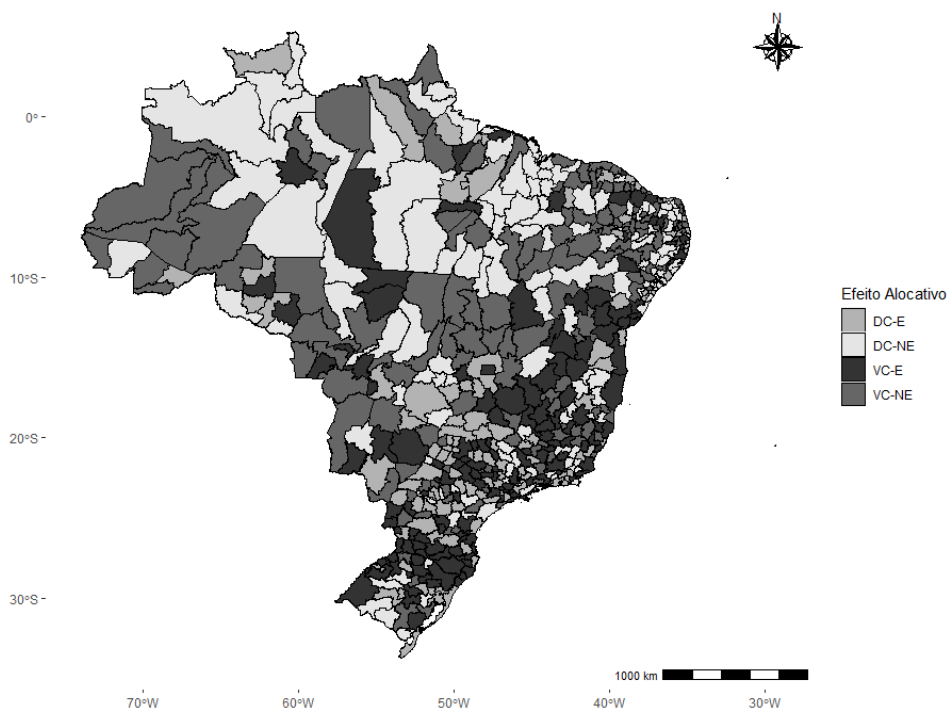 N
0°
10°S
20°S
30°S
Efeito Alocativo
DC-E
DC-NE
VC-E
VC-NE
1000 km
70°W 60°W 50°W 40°W 30°W